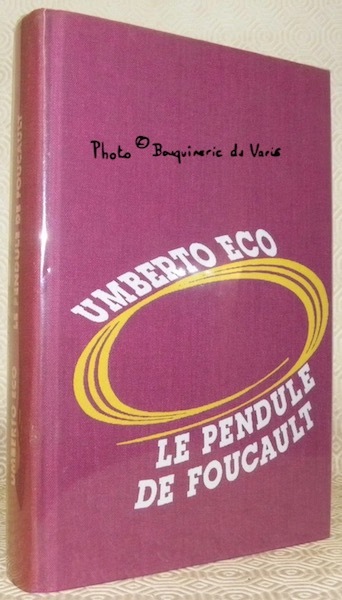 Photo © Bouquinerie du Varis
UMBERTO ECO
LE PENDULE
DE FOUCAULT
UMBERTO ECO LE PENDULE DE FOUCAULT